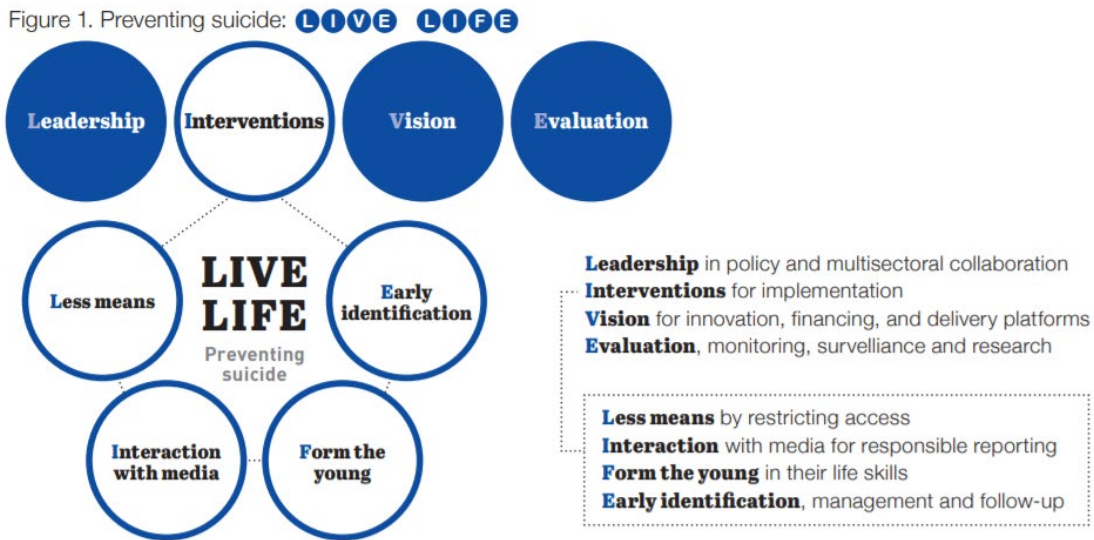 Figure 1. Preventing suicide: LIVE LIFE
Leadership
Interventions
Vision
Evaluation
Less means
LIVE
LIFE
Preventing
suicide
Early
identification
Interaction
with media
Form the
young
Leadership in policy and multisectoral collaboration
Interventions for implementation
Vision for innovation, financing, and delivery platforms
Evaluation, monitoring, survelliance and research
Less means by restricting access
Interaction with media for responsible reporting
Form the young in their life skills
Early identification, management and follow-up